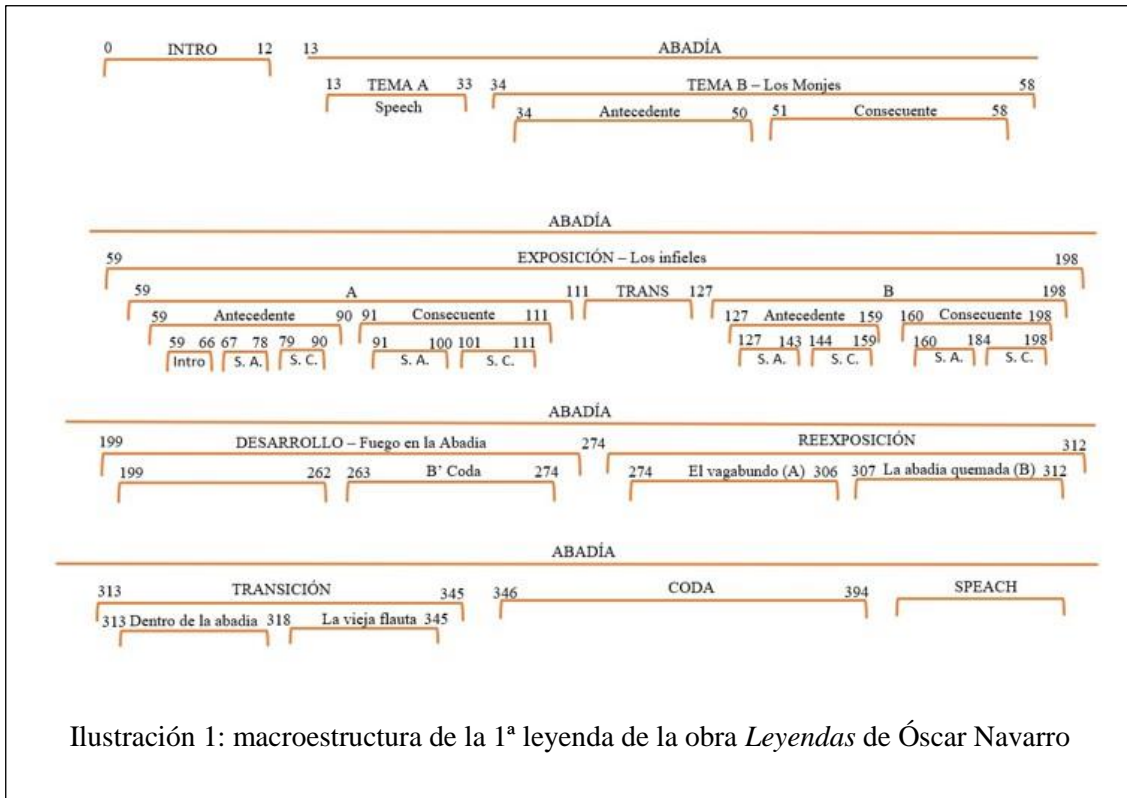 0 INTRO 12 13 ABADÍA
13 TEMA A 33 34 TEMA B – Los Monjes 58
Speech
34 Antecedente 50 51 Consecuente 58
ABADÍA
59 EXPOSICIÓN – Los infieles 198
59 A 111 TRANS 127 B 198
59 Antecedente 90 91 Consecuente 111 127 Antecedente 159 160 Consecuente 198
59 66 67 78 79 90 91 100 101 111 127 143 144 159 160 184 198
Intro S. A. S. C. S. A. S. C. S. A. S. C. S. A. S. C.
ABADÍA
199 DESARROLLO – Fuego en la Abadia 274 REEXPOSICIÓN 312
199 262 263 B’ Coda 274 274 El vagabundo (A) 306 307 La abadia quemada (B) 312
ABADÍA
313 TRANSICIÓN 345 346 CODA 394 SPEACH
313 Dentro de la abadia 318 La vieja flauta 345
Ilustración 1: macroestructura de la 1ª leyenda de la obra Leyendas de Óscar Navarro